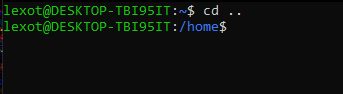 lexot@DESKTOP-TBI95IT:~$ cd ..
lexot@DESKTOP-TBI95IT:/home$